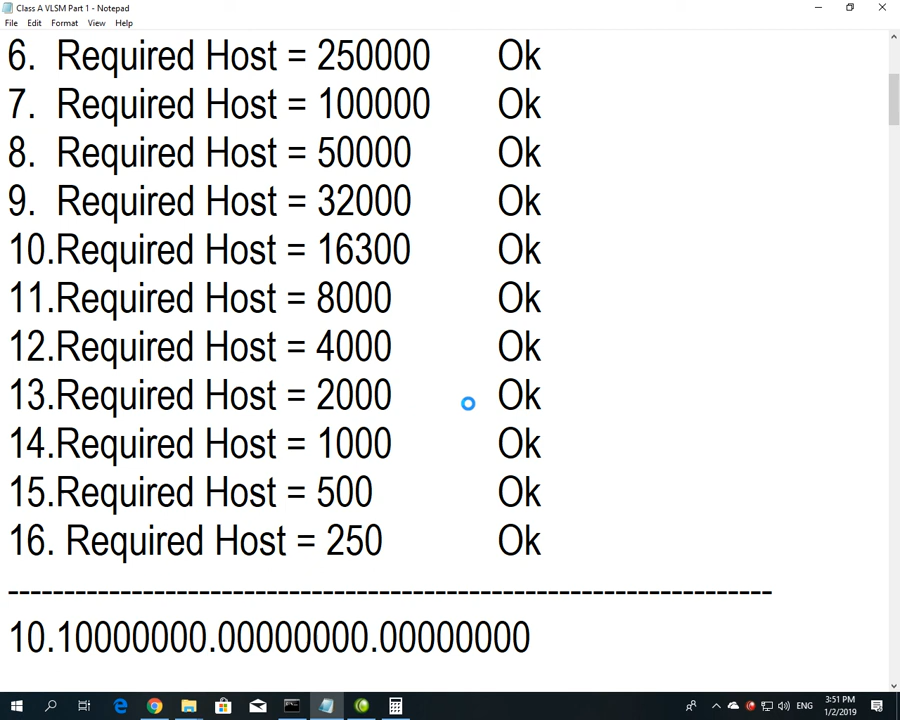 Class A VLSM Part 1 - Notepad
File Edit Format View Help
6. Required Host = 250000 Ok
7. Required Host = 100000 Ok
8. Required Host = 50000 Ok
9. Required Host = 32000 Ok
10.Required Host = 16300 Ok
11.Required Host = 8000 Ok
12.Required Host = 4000 Ok
13.Required Host = 2000 Ok
14.Required Host = 1000 Ok
15.Required Host = 500 Ok
16. Required Host = 250 Ok
----------------------------------------------------------------------------------
10.10000000.00000000.00000000
ENG
3:51 PM
1/2/2019